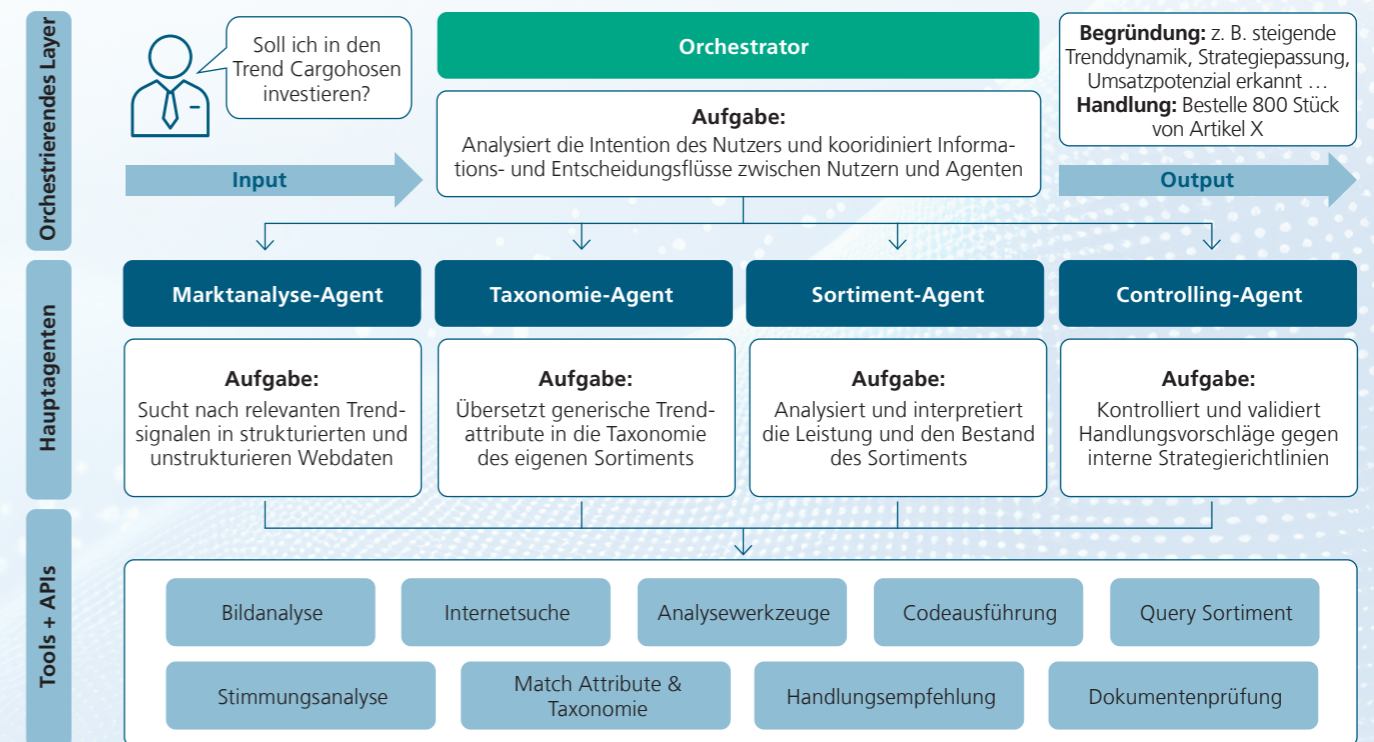 Orchestrierendes Layer
Soll ich in den
Trend Cargohosen
investieren?
Input
Orchestrator
Aufgabe:
Analysiert die Intention des Nutzers und kooridiniert Informa-
tions- und Entscheidungsflüsse zwischen Nutzern und Agenten
Begründung: z. B. steigende
Trenddynamik, Strategiepassung,
Umsatzpotenzial erkannt …
Handlung: Bestelle 800 Stück
von Artikel X
Output
Hauptagenten
Marktanalyse-Agent
Aufgabe:
Sucht nach relevanten Trend-
signalen in strukturierten und
unstrukturieren Webdaten
Taxonomie-Agent
Aufgabe:
Übersetzt generische Trend-
attribute in die Taxonomie
des eigenen Sortiments
Sortiment-Agent
Aufgabe:
Analysiert und interpretiert
die Leistung und den Bestand
des Sortiments
Controlling-Agent
Aufgabe:
Kontrolliert und validiert
Handlungsvorschläge gegen
interne Strategierichtlinien
Tools + APIs
Bildanalyse
Internetsuche
Analysewerkzeuge
Codeausführung
Query Sortiment
Stimmungsanalyse
Match Attribute &
Taxonomie
Handlungsempfehlung
Dokumentenprüfung